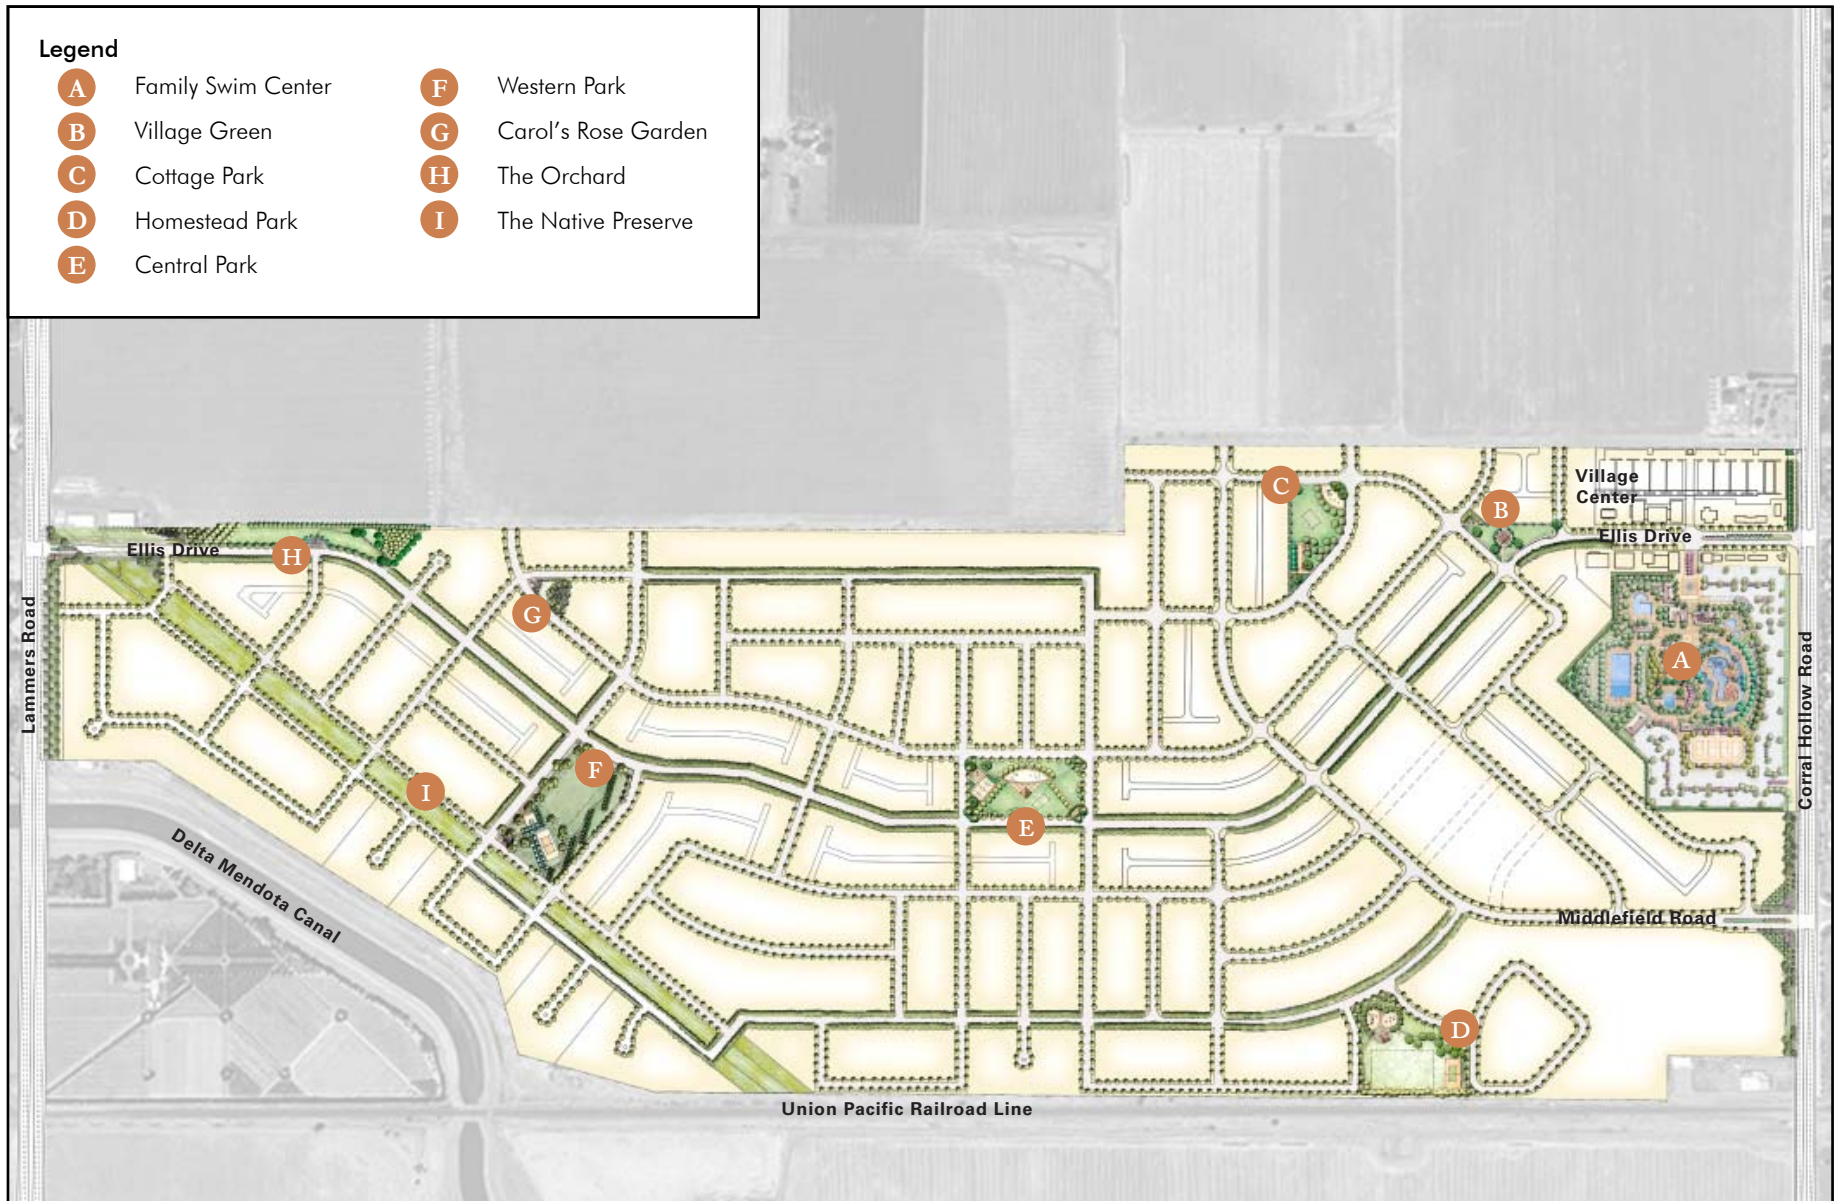 Legend
A Family Swim Center
B Village Green
C Cottage Park
D Homestead Park
E Central Park
F Western Park
G Carol's Rose Garden
H The Orchard
I The Native Preserve
C
B
Village
Center
Ellis Drive
Ellis Drive
H
G
A
Lammers Road
Corral Hollow Road
F
I
E
Delta Mendota Canal
Middlefield Road
D
Union Pacific Railroad Line